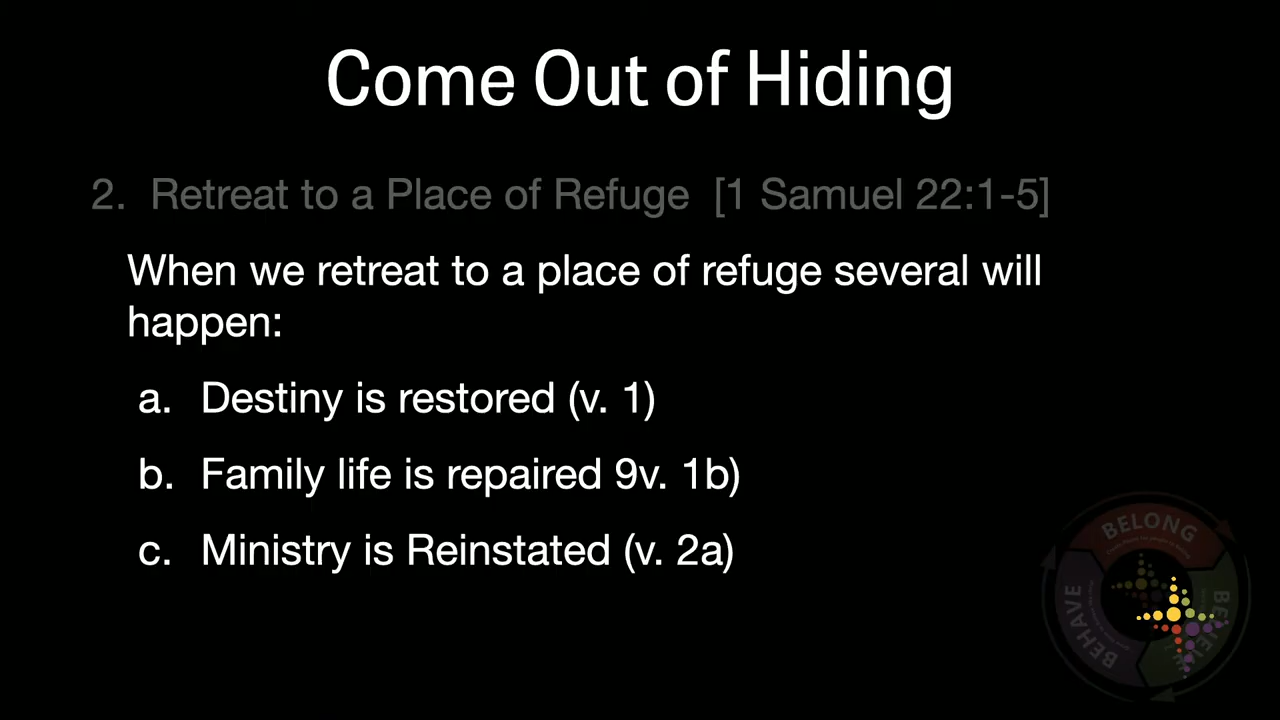 Come Out of Hiding
2. Retreat to a Place of Refuge [1 Samuel 22:1-5]
When we retreat to a place of refuge several will
happen:
a. Destiny is restored (v. 1)
b. Family life is repaired 9v. 1b)
c. Ministry is Reinstated (v. 2a)
BELONG
BEHAVE